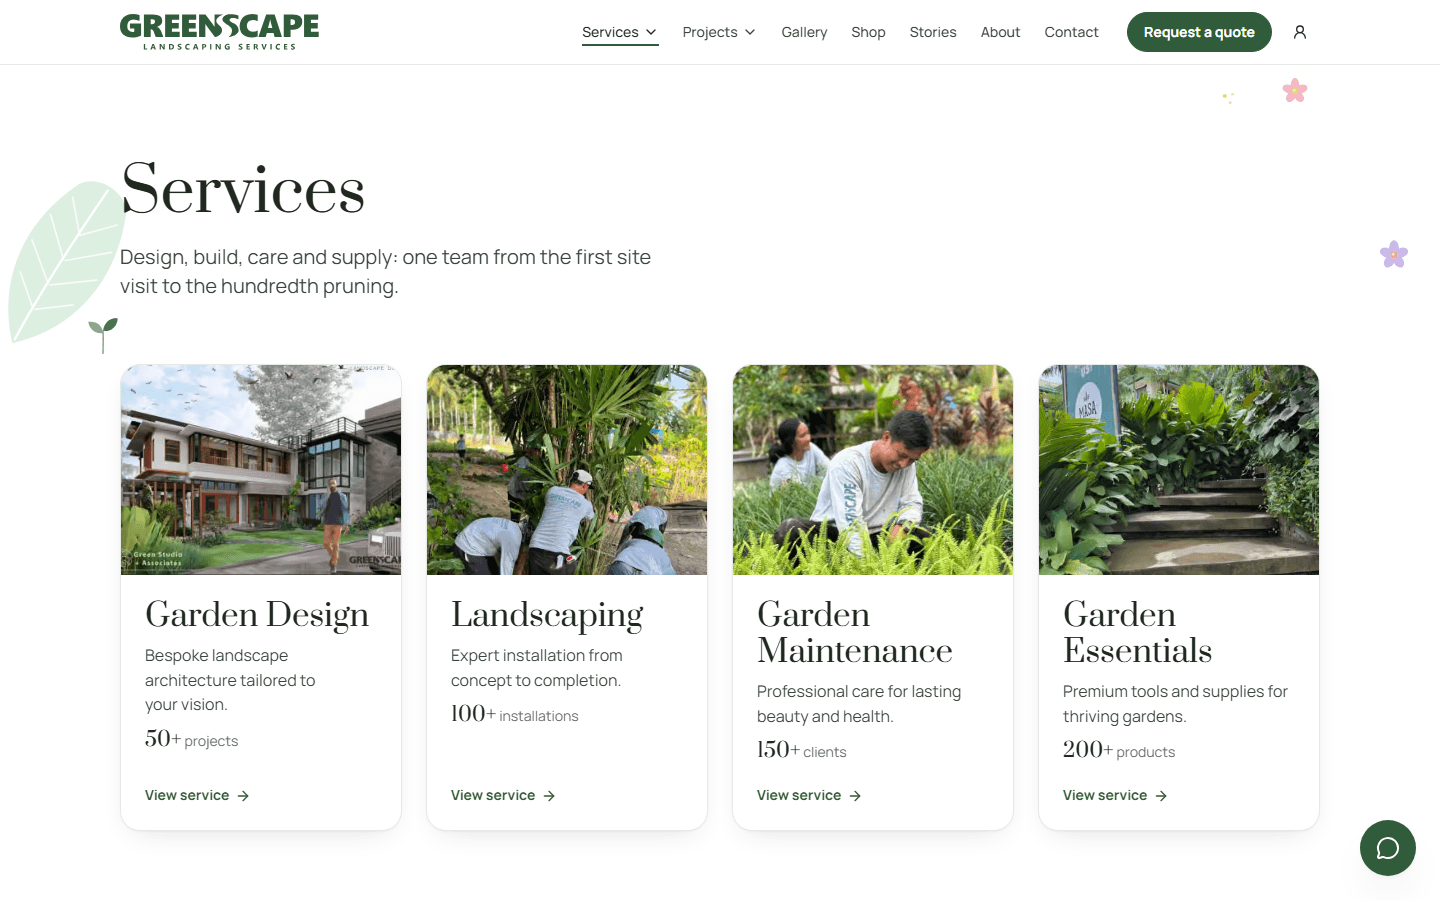 GREENSCAPE
LANDSCAPING SERVICES
Services
Projects
Gallery
Shop
Stories
About
Contact
Request a quote
Services
Design, build, care and supply: one team from the first site
visit to the hundredth pruning.
Green Studio
+ Associates
MASA
Garden Design
Bespoke landscape
architecture tailored to
your vision.
50+ projects
View service
Landscaping
Expert installation from
concept to completion.
100+ installations
View service
Garden
Maintenance
Professional care for lasting
beauty and health.
150+ clients
View service
Garden
Essentials
Premium tools and supplies for
thriving gardens.
200+ products
View service